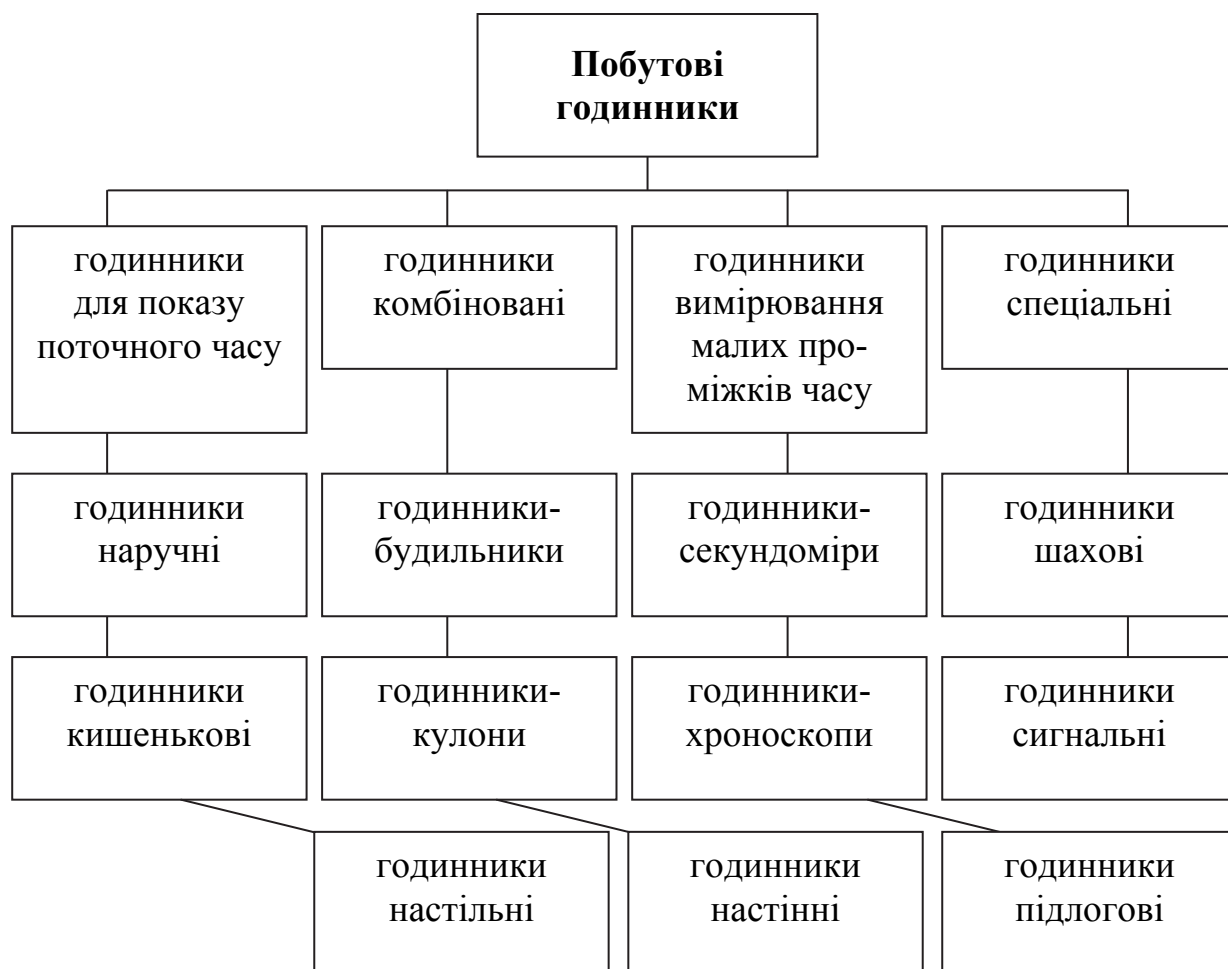 Побутові
годинники
годинники
для показу
поточного часу
годинники
комбіновані
годинники
вимірювання
малих про-
міжків часу
годинники
спеціальні
годинники
наручні
годинники-
будильники
годинники-
секундоміри
годинники
шахові
годинники
кишенькові
годинники-
кулони
годинники-
хроноскопи
годинники
сигнальні
годинники
настільні
годинники
настінні
годинники
підлогові